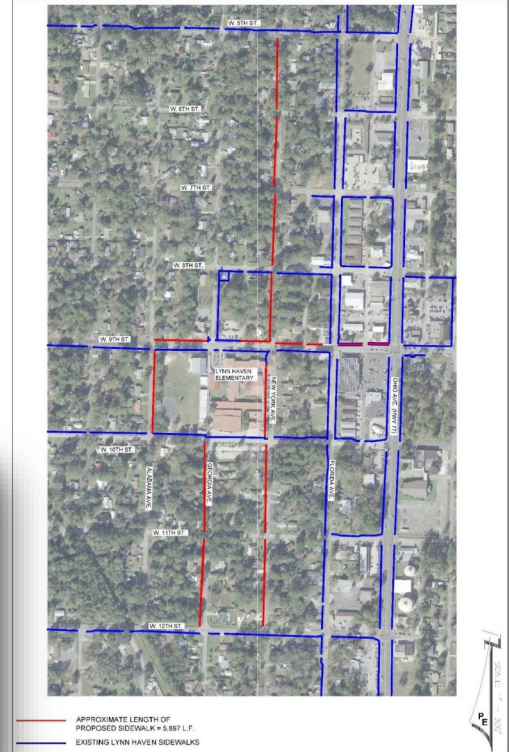 W. 5TH ST.
W. 6TH ST.
W. 7TH ST.
W. 8TH ST.
W. 9TH ST.
LYNN HAVEN
ELEMENTARY
NEW YORK AVE
OHIO AVE. (HWY 77)
W. 10TH ST.
ALABAMA AVE
GEORGIA AVE
FLORIDA AVE
W. 11TH ST.
W. 12TH ST.
APPROXIMATE LENGTH OF
PROPOSED SIDEWALK = 5,697 L.F.
EXISTING LYNN HAVEN SIDEWALKS